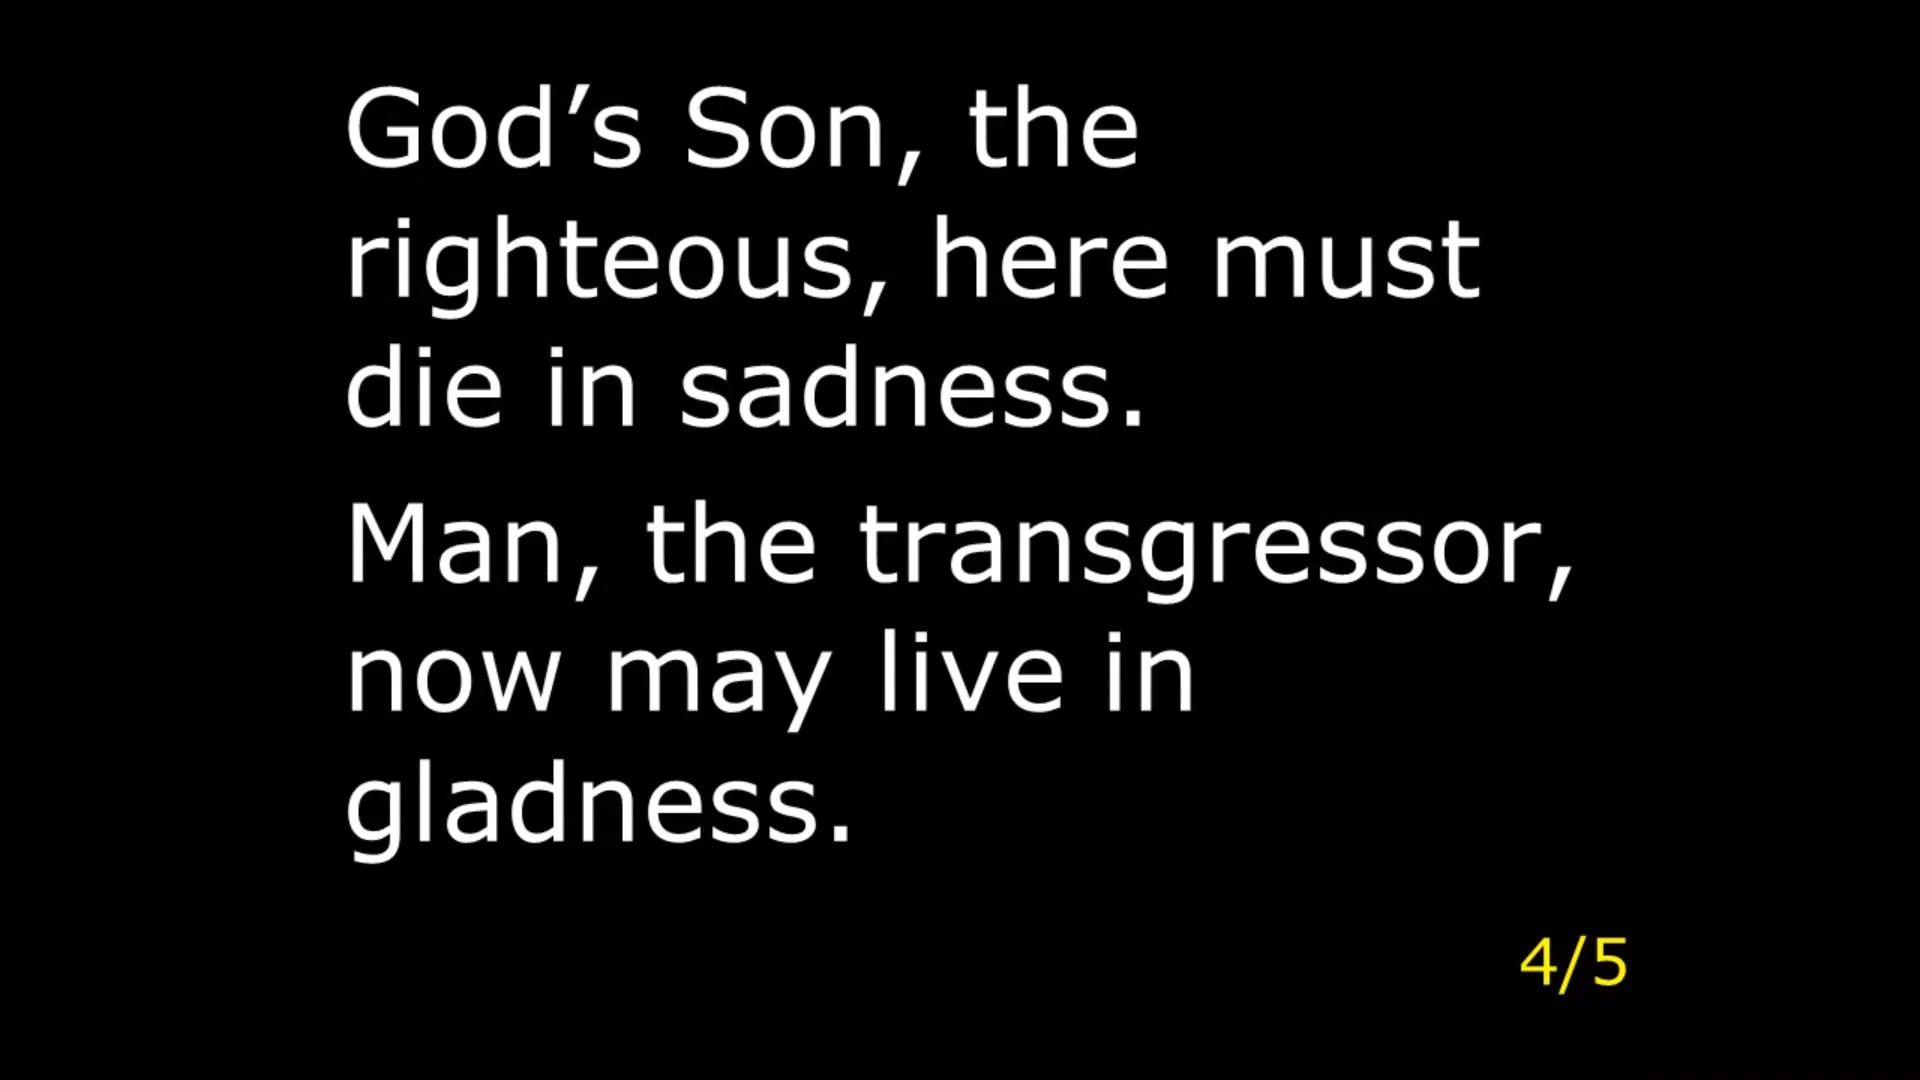 God’s Son, the
righteous, here must
die in sadness.
Man, the transgressor,
now may live in
gladness.
4/5